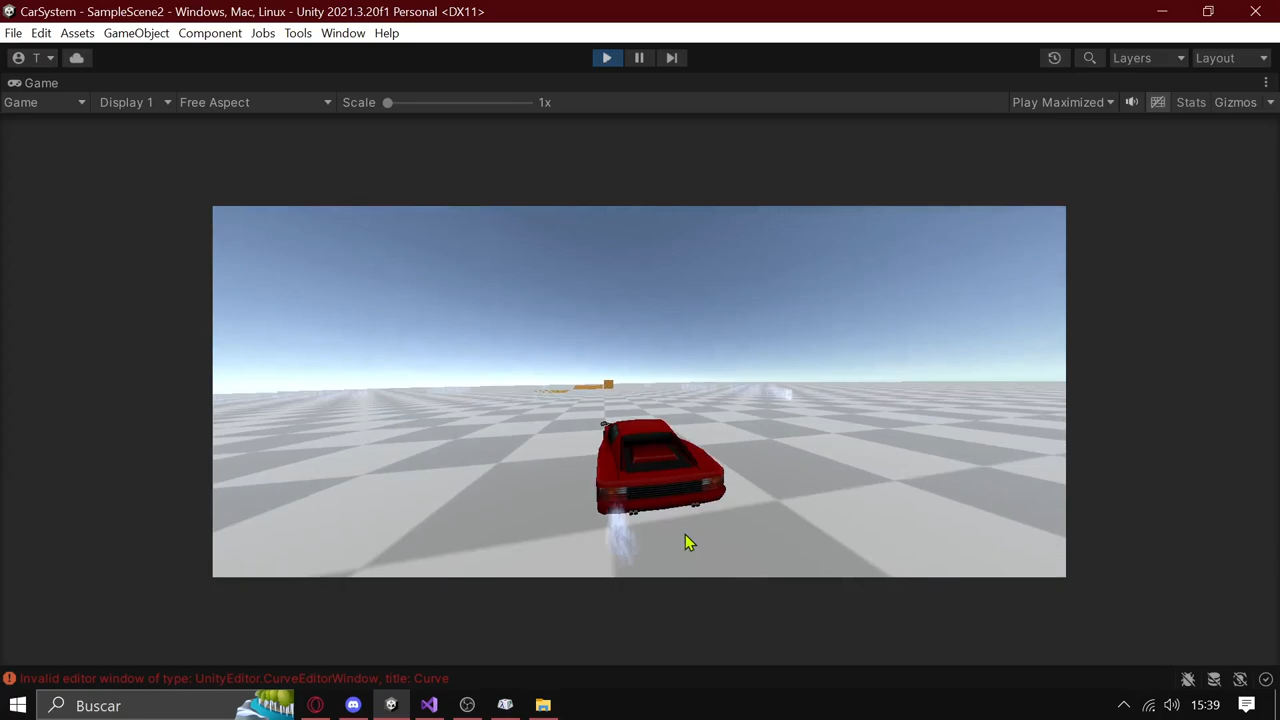 CarSystem - SampleScene2 - Windows, Mac, Linux - Unity 2021.3.20f1 Personal <DX11>
File Edit Assets GameObject Component Jobs Tools Window Help
T Layers Layout
Game
Game Display 1 Free Aspect Scale 1x Play Maximized Stats Gizmos
Invalid editor window of type: UnityEditor.CurveEditorWindow, title: Curve
Buscar 15:39